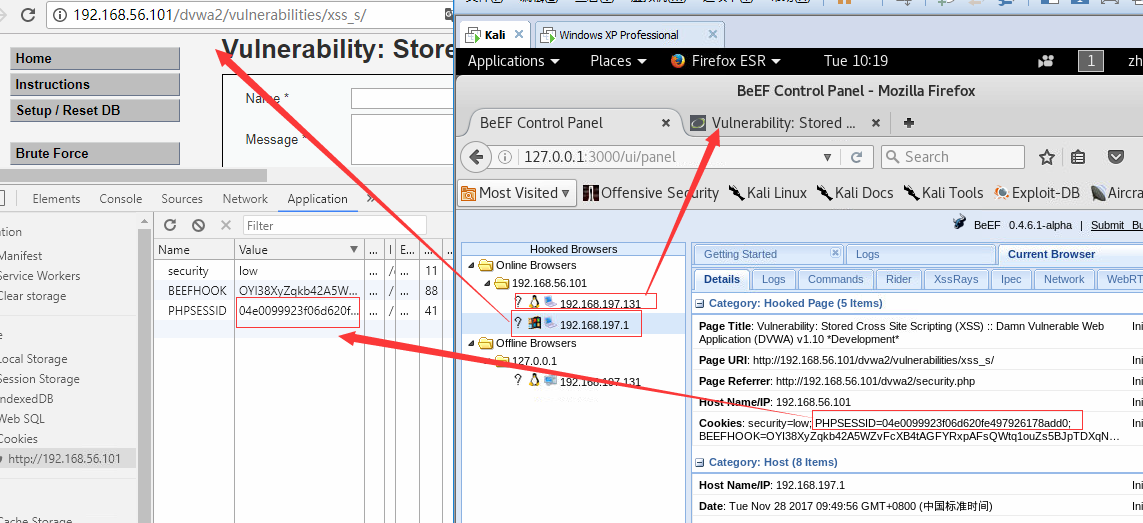 192.168.56.101/dvwa2/vulnerabilities/xss_s/
Vulnerability: Store
Home
Instructions
Setup / Reset DB
Brute Force
Name *
Message *
Elements
Console
Sources
Network
Application
»
ation
Manifest
Service Workers
Clear storage
e
Local Storage
Session Storage
IndexedDB
Web SQL
Cookies
http://192.168.56.101
Cache Storage
Filter
Name Value ... I E... ...
security low ... /... ... 11
BEEFHOOK OYI38XyZqkb42A5W... ... /... ... 88
PHPSESSID 04e0099923f06d620f... ... /... ... 41
Kali
Windows XP Professional
Applications
Places
Firefox ESR
Tue 10:19
1
zh
BeEF Control Panel - Mozilla Firefox
BeEF Control Panel
Vulnerability: Stored ...
127.0.0.1:3000/ui/panel
Search
Most Visited
Offensive Security
Kali Linux
Kali Docs
Kali Tools
Exploit-DB
Aircra
BeEF 0.4.6.1-alpha | Submit Bu
Hooked Browsers
Online Browsers
192.168.56.101
? 192.168.197.131
? 192.168.197.1
Offline Browsers
127.0.0.1
? 192.168.197.131
Getting Started
Logs
Current Browser
Details
Logs
Commands
Rider
XssRays
Ipec
Network
WebRT
Category: Hooked Page (5 Items)
Page Title: Vulnerability: Stored Cross Site Scripting (XSS) :: Damn Vulnerable Web Ini
Application (DVWA) v1.10 *Development*
Page URI: http://192.168.56.101/dvwa2/vulnerabilities/xss_s/ Ini
Page Referrer: http://192.168.56.101/dvwa2/security.php Ini
Host Name/IP: 192.168.56.101 Ini
Cookies: security=low; PHPSESSID=04e0099923f06d620fe497926178add0; Ini
BEEFHOOK=OYI38XyZqkb42A5WZvFcXB4tAGFYRxpAFsQWtq1ouZs5BJpTDXqN...
Category: Host (8 Items)
Host Name/IP: 192.168.197.1 Ini
Date: Tue Nov 28 2017 09:49:56 GMT+0800 (中国标准时间) Ini